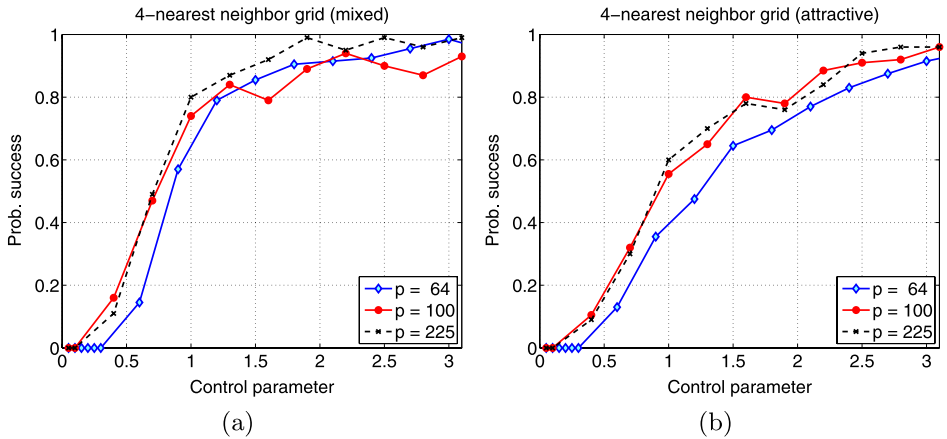 4−nearest neighbor grid (mixed)
1
0.8
0.6
0.4
0.2
0
0 0.5 1 1.5 2 2.5 3
Prob. success
Control parameter
p = 64
p = 100
p = 225
(a)
4−nearest neighbor grid (attractive)
1
0.8
0.6
0.4
0.2
0
0 0.5 1 1.5 2 2.5 3
Prob. success
Control parameter
p = 64
p = 100
p = 225
(b)